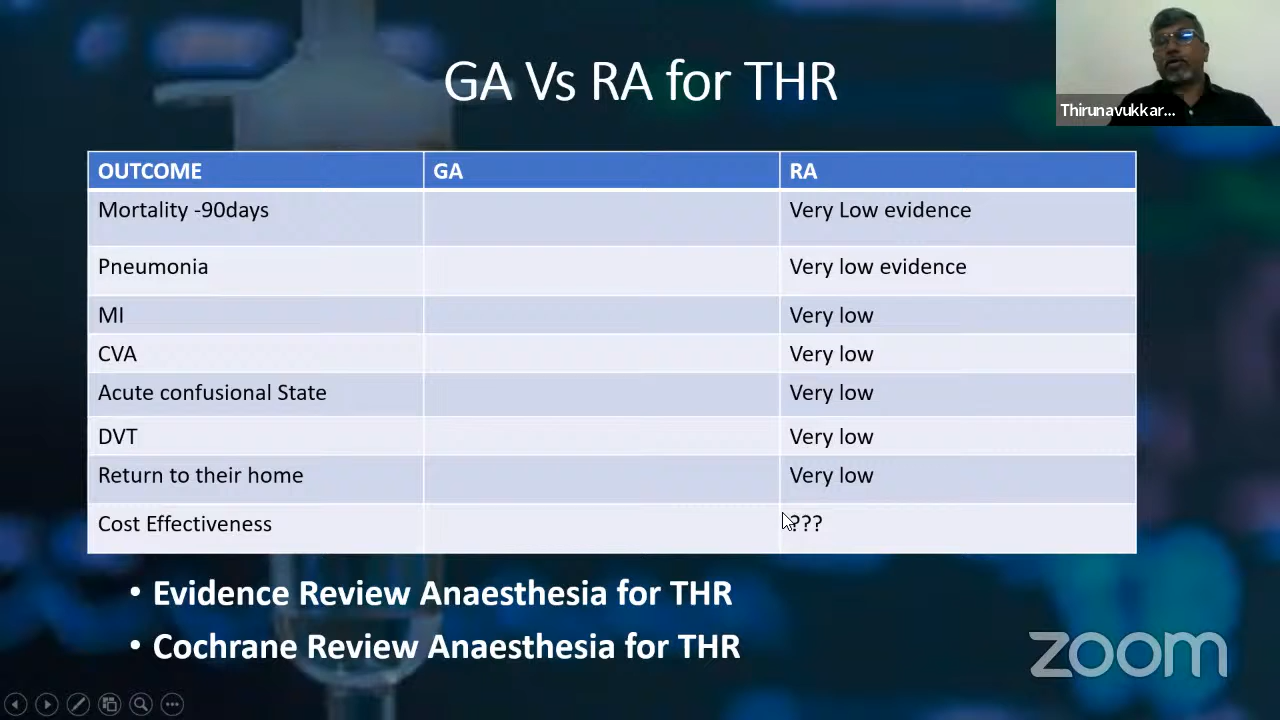 GA Vs RA for THR
Thirunavukkar...
OUTCOME GA RA
Mortality -90days Very Low evidence
Pneumonia Very low evidence
MI Very low
CVA Very low
Acute confusional State Very low
DVT Very low
Return to their home Very low
Cost Effectiveness ???
• Evidence Review Anaesthesia for THR
• Cochrane Review Anaesthesia for THR
zoom